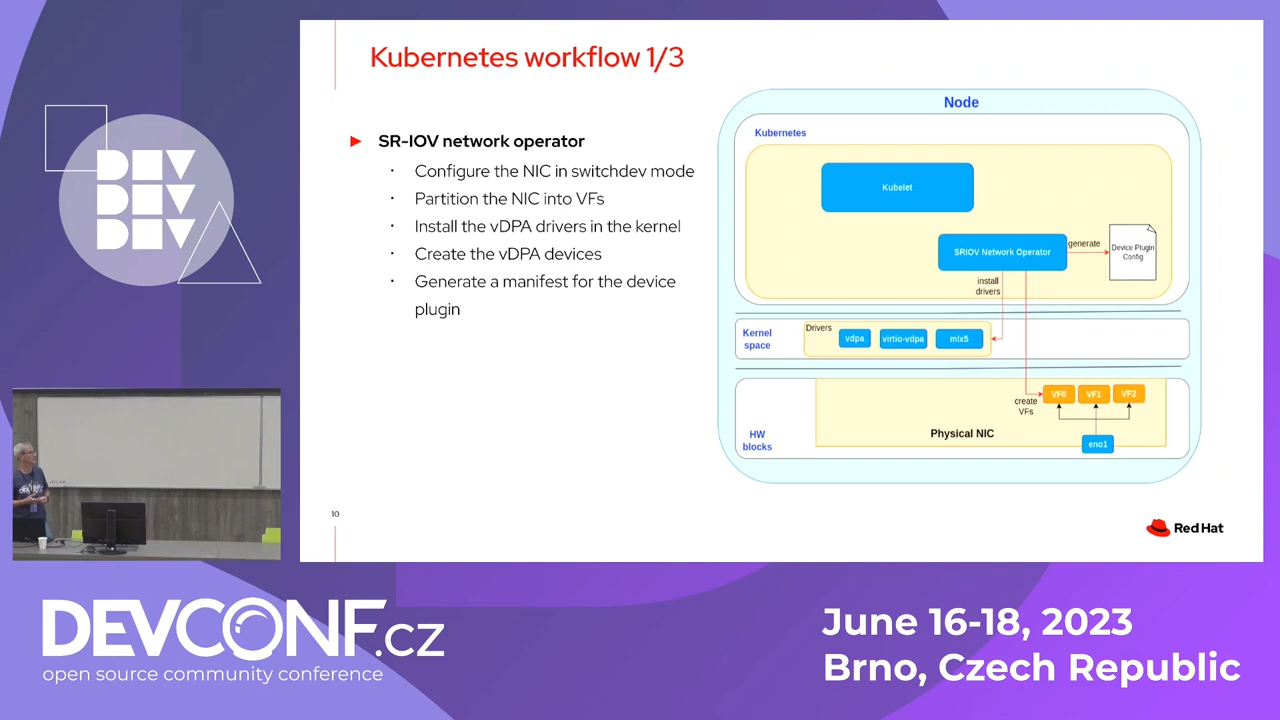 Kubernetes workflow 1/3
SR-IOV network operator
Configure the NIC in switchdev mode
Partition the NIC into VFs
Install the vDPA drivers in the kernel
Create the vDPA devices
Generate a manifest for the device
plugin
Node
Kubernetes
Kubelet
SRIOV Network Operator
generate
Device Plugin
Config
install
drivers
Kernel
space
Drivers
vdpa
virtio-vdpa
mlx5
create
VFs
VF0
VF1
VF2
Physical NIC
HW
blocks
eno1
10
Red Hat
DEV
DEV
DEV
DEVCONF.cz
open source community conference
June 16-18, 2023
Brno, Czech Republic